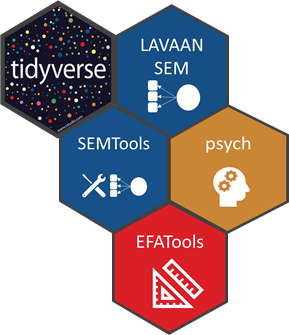 tidyverse
LAVAAN
SEM
SEMTools
psych
EFATools